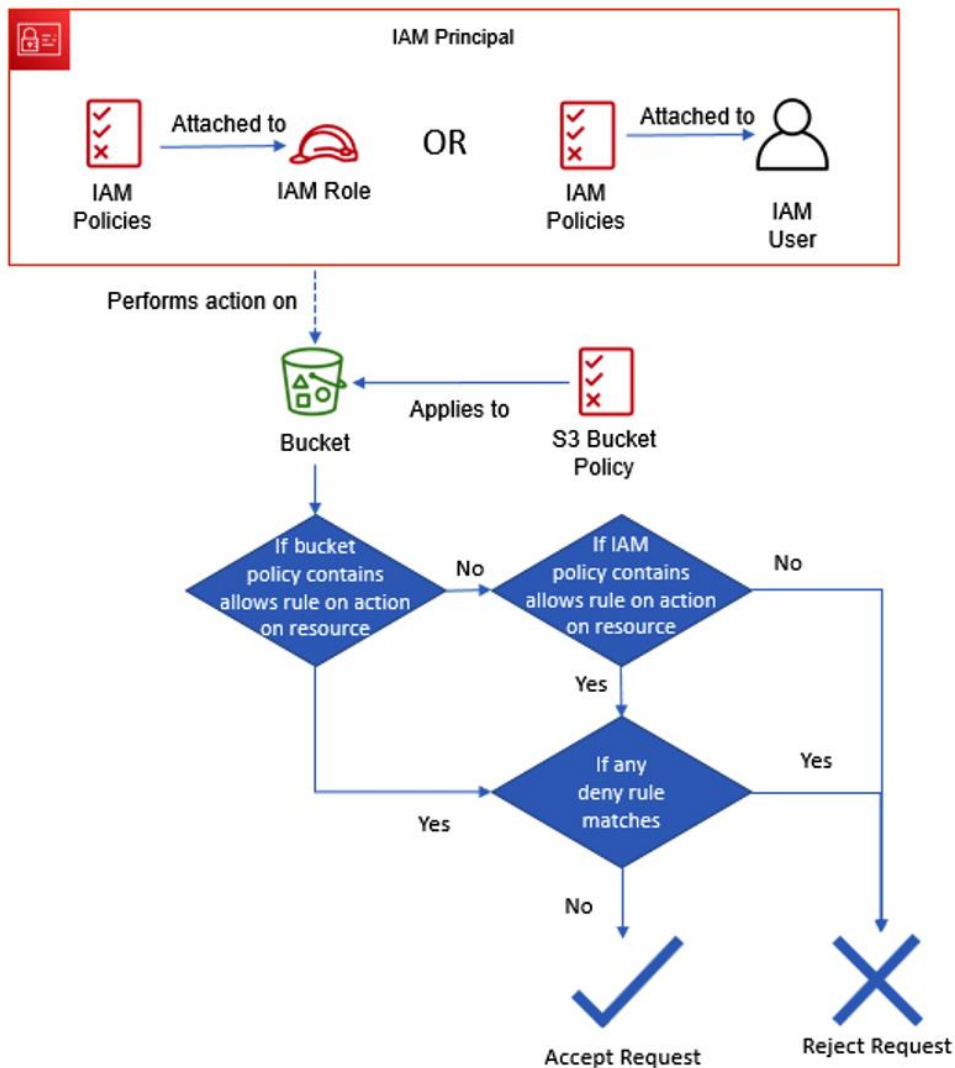 IAM Principal
Attached to
IAM
Policies
IAM Role
OR
Attached to
IAM
Policies
IAM
User
Performs action on
Bucket
Applies to
S3 Bucket
Policy
If bucket
policy contains
allows rule on action
on resource
No
If IAM
policy contains
allows rule on action
on resource
No
Yes
If any
deny rule
matches
Yes
Yes
No
Accept Request
Reject Request